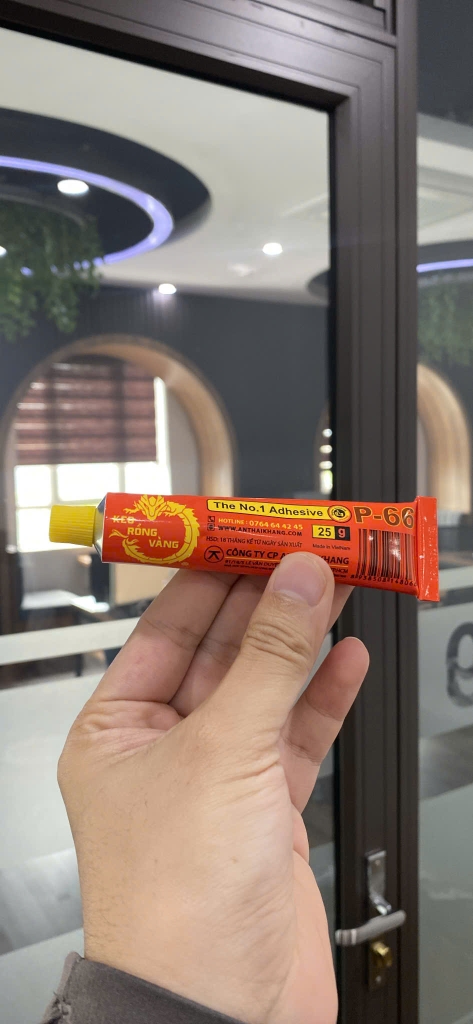 KEO
RỒNG
VÀNG
The No.1 Adhesive
P-66
HOTLINE: 0764 64 42 45
WWW.ANTHAIKHANG.COM
25 g
HSD: 18 THÁNG KỂ TỪ NGÀY SẢN XUẤT
Made in Vietnam
CÔNG TY CP A KHANG